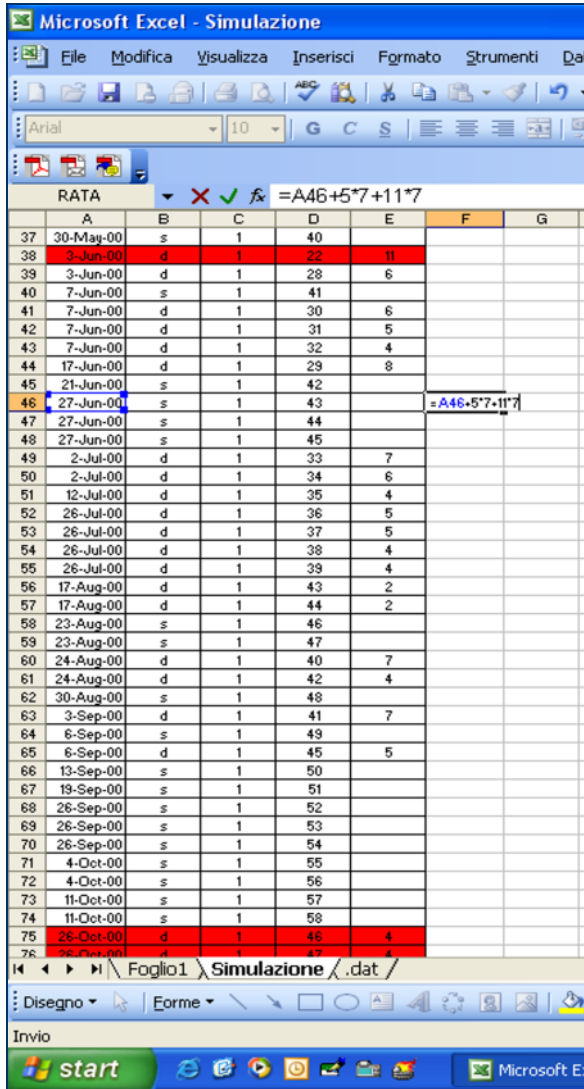 Microsoft Excel - Simulazione
File Modifica Visualizza Inserisci Formato Strumenti
Arial 10 G C S
RATA =A46+5*7+11*7
A B C D E F G
37 30-May-00 s 1 40
38 3-Jun-00 d 1 22 11
39 3-Jun-00 d 1 28 6
40 7-Jun-00 s 1 41
41 7-Jun-00 d 1 30 6
42 7-Jun-00 d 1 31 5
43 7-Jun-00 d 1 32 4
44 17-Jun-00 d 1 29 8
45 21-Jun-00 s 1 42
46 27-Jun-00 s 1 43 =A46+5*7+11*7
47 27-Jun-00 s 1 44
48 27-Jun-00 s 1 45
49 2-Jul-00 d 1 33 7
50 2-Jul-00 d 1 34 6
51 12-Jul-00 d 1 35 4
52 26-Jul-00 d 1 36 5
53 26-Jul-00 d 1 37 5
54 26-Jul-00 d 1 38 4
55 26-Jul-00 d 1 39 4
56 17-Aug-00 d 1 43 2
57 17-Aug-00 d 1 44 2
58 23-Aug-00 s 1 46
59 23-Aug-00 s 1 47
60 24-Aug-00 d 1 40 7
61 24-Aug-00 d 1 42 4
62 30-Aug-00 s 1 48
63 3-Sep-00 d 1 41 7
64 6-Sep-00 s 1 49
65 6-Sep-00 d 1 45 5
66 13-Sep-00 s 1 50
67 19-Sep-00 s 1 51
68 26-Sep-00 s 1 52
69 26-Sep-00 s 1 53
70 26-Sep-00 s 1 54
71 4-Oct-00 s 1 55
72 4-Oct-00 s 1 56
73 11-Oct-00 s 1 57
74 11-Oct-00 s 1 58
75 26-Oct-00 d 1 46 4
76 26-Oct-00 d 1 47 4
Foglio1 Simulazione .dat
Disegno Forme
Invio
start Microsoft E